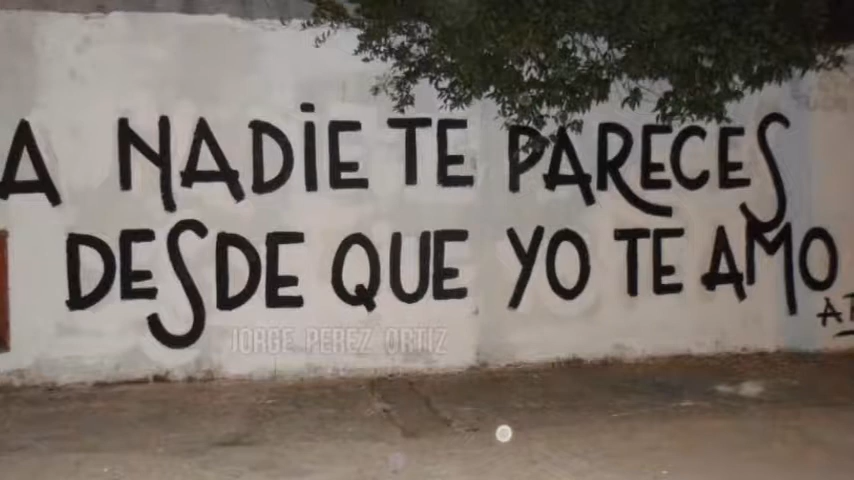 A NADIE TE PARECES
DESDE QUE YO TE AMO
JORGE PEREZ ORTIZ